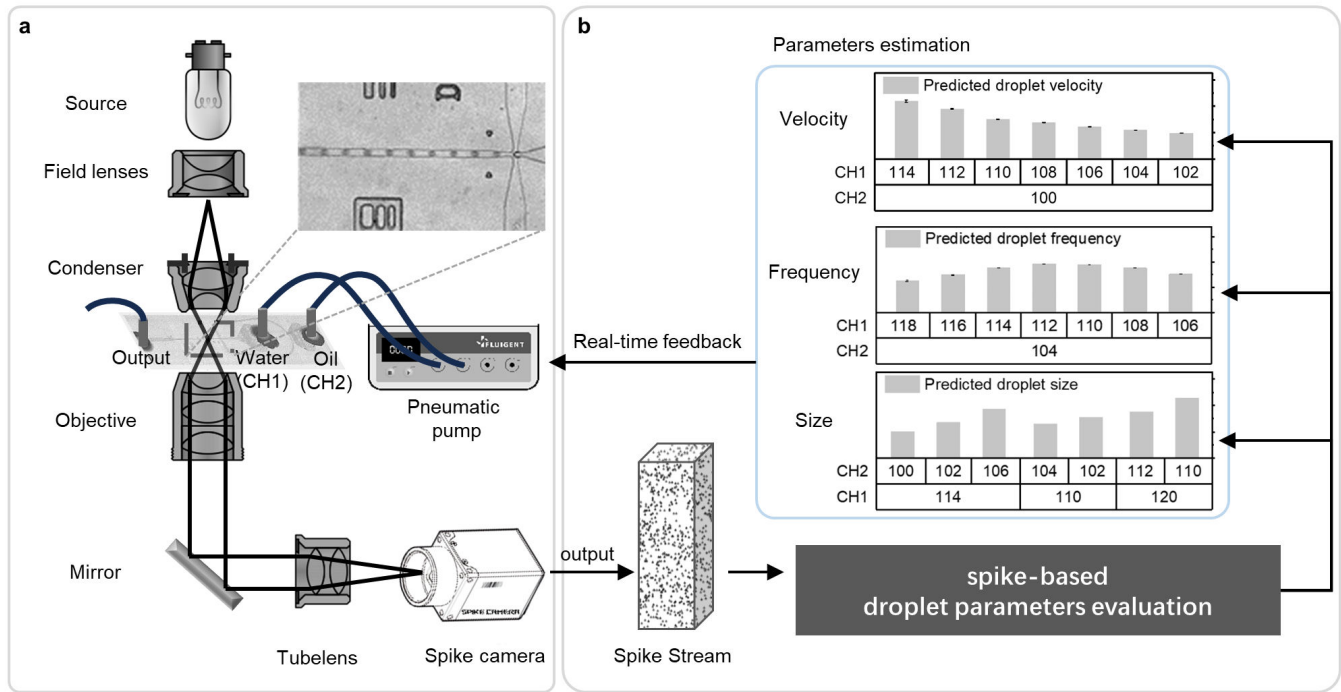 a
Source
Field lenses
Condenser
Output
Water
(CH1)
Oil
(CH2)
FLUIGENT
Pneumatic
pump
Objective
Mirror
Tubelens
SPIKE CAMERA
Spike camera
b
Parameters estimation
Velocity
Predicted droplet velocity
CH1 114 112 110 108 106 104 102
CH2 100
Frequency
Predicted droplet frequency
CH1 118 116 114 112 110 108 106
CH2 104
Size
Predicted droplet size
CH2 100 102 106 104 102 112 110
CH1 114 110 120
Real-time feedback
output
Spike Stream
spike-based
droplet parameters evaluation